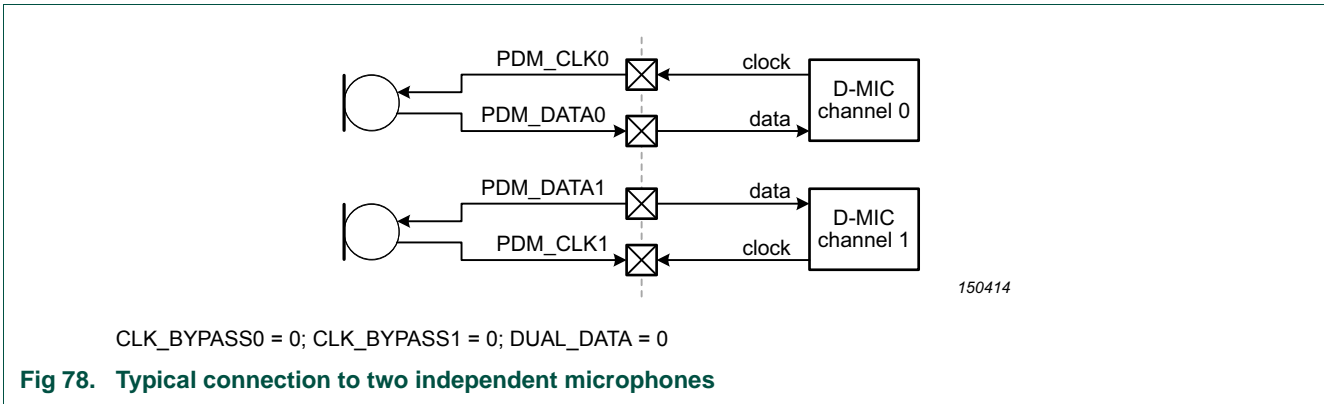 PDM_CLK0
clock
D-MIC
channel 0
PDM_DATA0
data
PDM_DATA1
data
D-MIC
channel 1
PDM_CLK1
clock
150414
CLK_BYPASS0 = 0; CLK_BYPASS1 = 0; DUAL_DATA = 0
Fig 78. Typical connection to two independent microphones